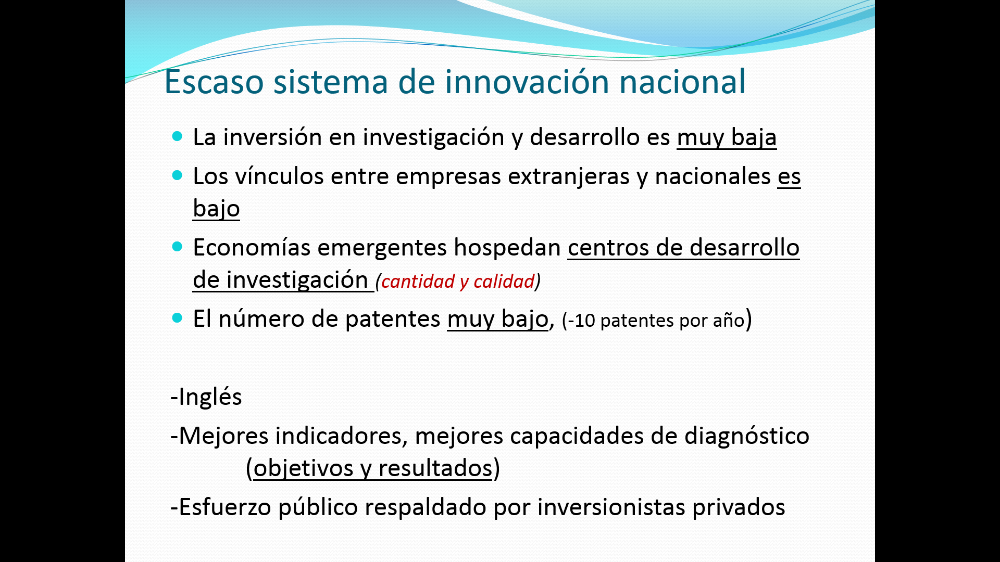 Escaso sistema de innovación nacional
La inversión en investigación y desarrollo es muy baja
Los vínculos entre empresas extranjeras y nacionales es
bajo
Economías emergentes hospedan centros de desarrollo
de investigación (cantidad y calidad)
El número de patentes muy bajo, (-10 patentes por año)
-Inglés
-Mejores indicadores, mejores capacidades de diagnóstico
(objetivos y resultados)
-Esfuerzo público respaldado por inversionistas privados